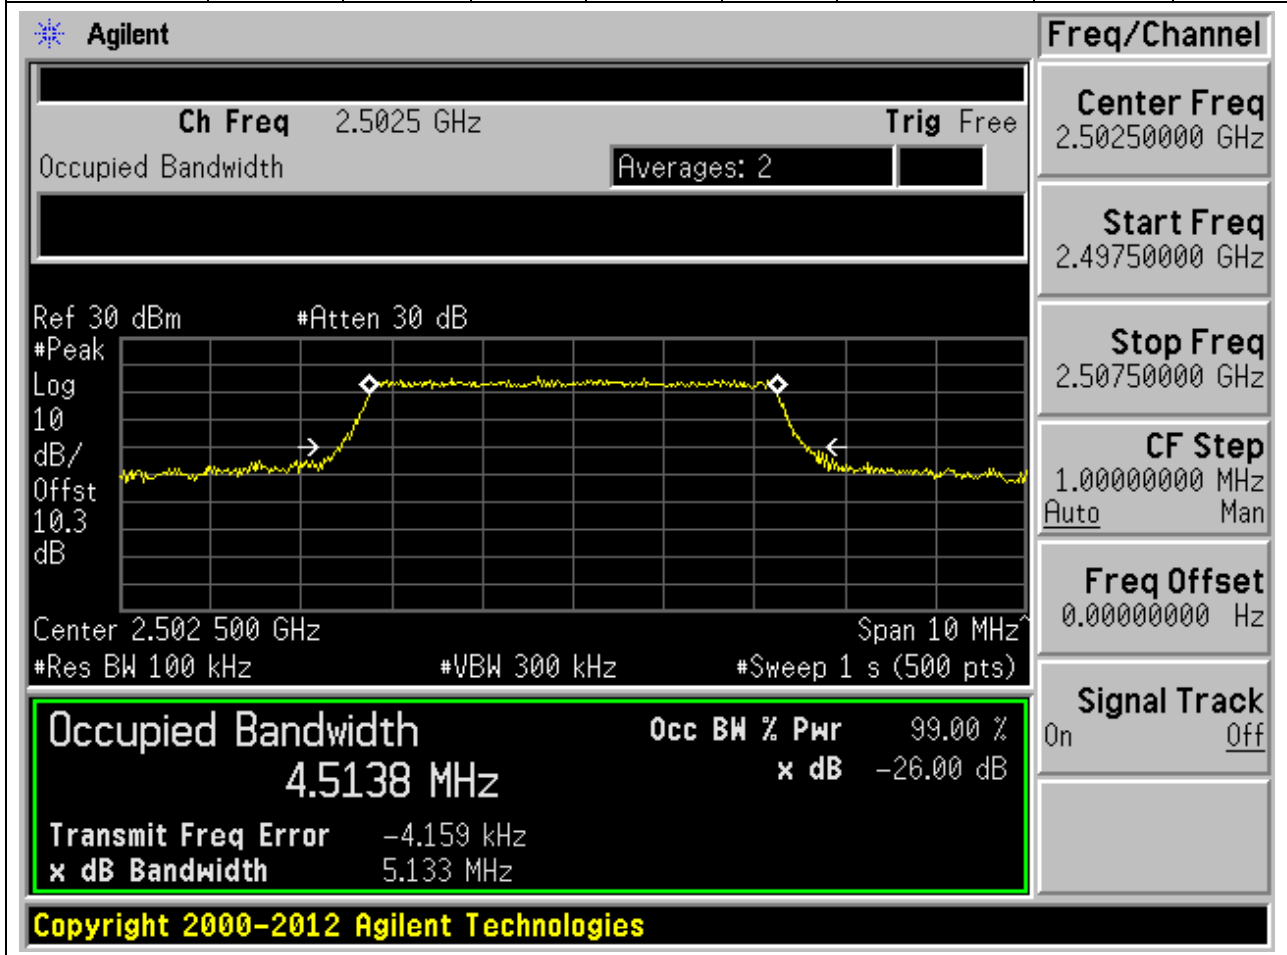 Agilent
Freq/Channel
Ch Freq 2.5025 GHz Trig Free
Occupied Bandwidth Averages: 2
Center Freq
2.50250000 GHz
Start Freq
2.49750000 GHz
Stop Freq
2.50750000 GHz
CF Step
1.00000000 MHz
Auto Man
Freq Offset
0.00000000 Hz
Signal Track
On Off
Ref 30 dBm #Atten 30 dB
#Peak
Log
10
dB/
Offst
10.3
dB
Center 2.502 500 GHz Span 10 MHz^
#Res BW 100 kHz #VBW 300 kHz #Sweep 1 s (500 pts)
Occupied Bandwidth
4.5138 MHz
Occ BW % Pwr 99.00 %
x dB -26.00 dB
Transmit Freq Error -4.159 kHz
x dB Bandwidth 5.133 MHz
Copyright 2000-2012 Agilent Technologies